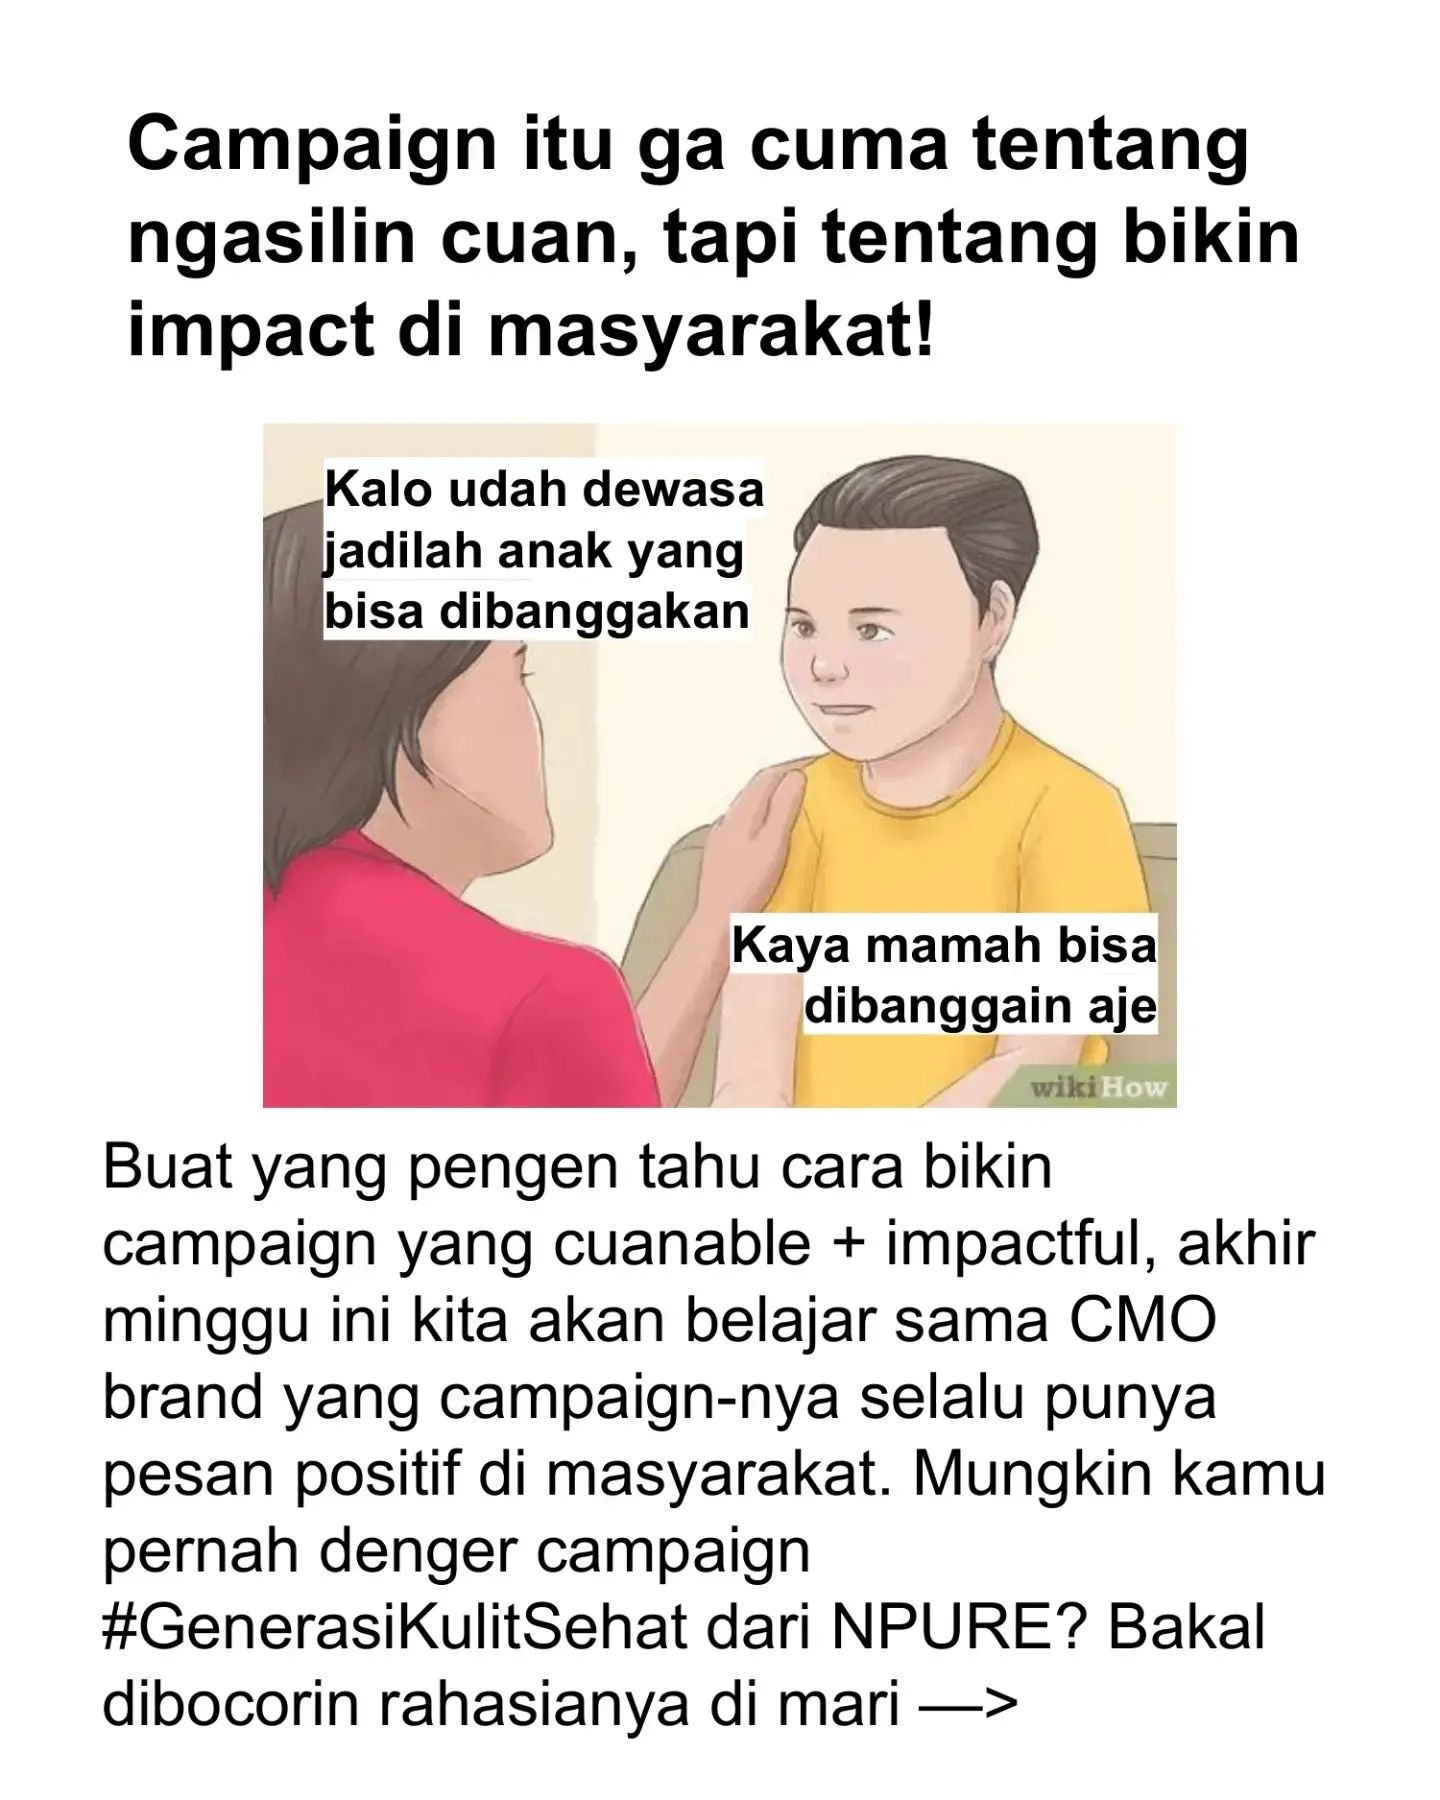 Campaign itu ga cuma tentang
ngasilin cuan, tapi tentang bikin
impact di masyarakat!
Kalo udah dewasa
jadilah anak yang
bisa dibanggakan
Kaya mamah bisa
dibanggain aje
wikiHow
Buat yang pengen tahu cara bikin
campaign yang cuanable + impactful, akhir
minggu ini kita akan belajar sama CMO
brand yang campaign-nya selalu punya
pesan positif di masyarakat. Mungkin kamu
pernah denger campaign
#GenerasiKulitSehat dari NPURE? Bakal
dibocorin rahasianya di mari —>